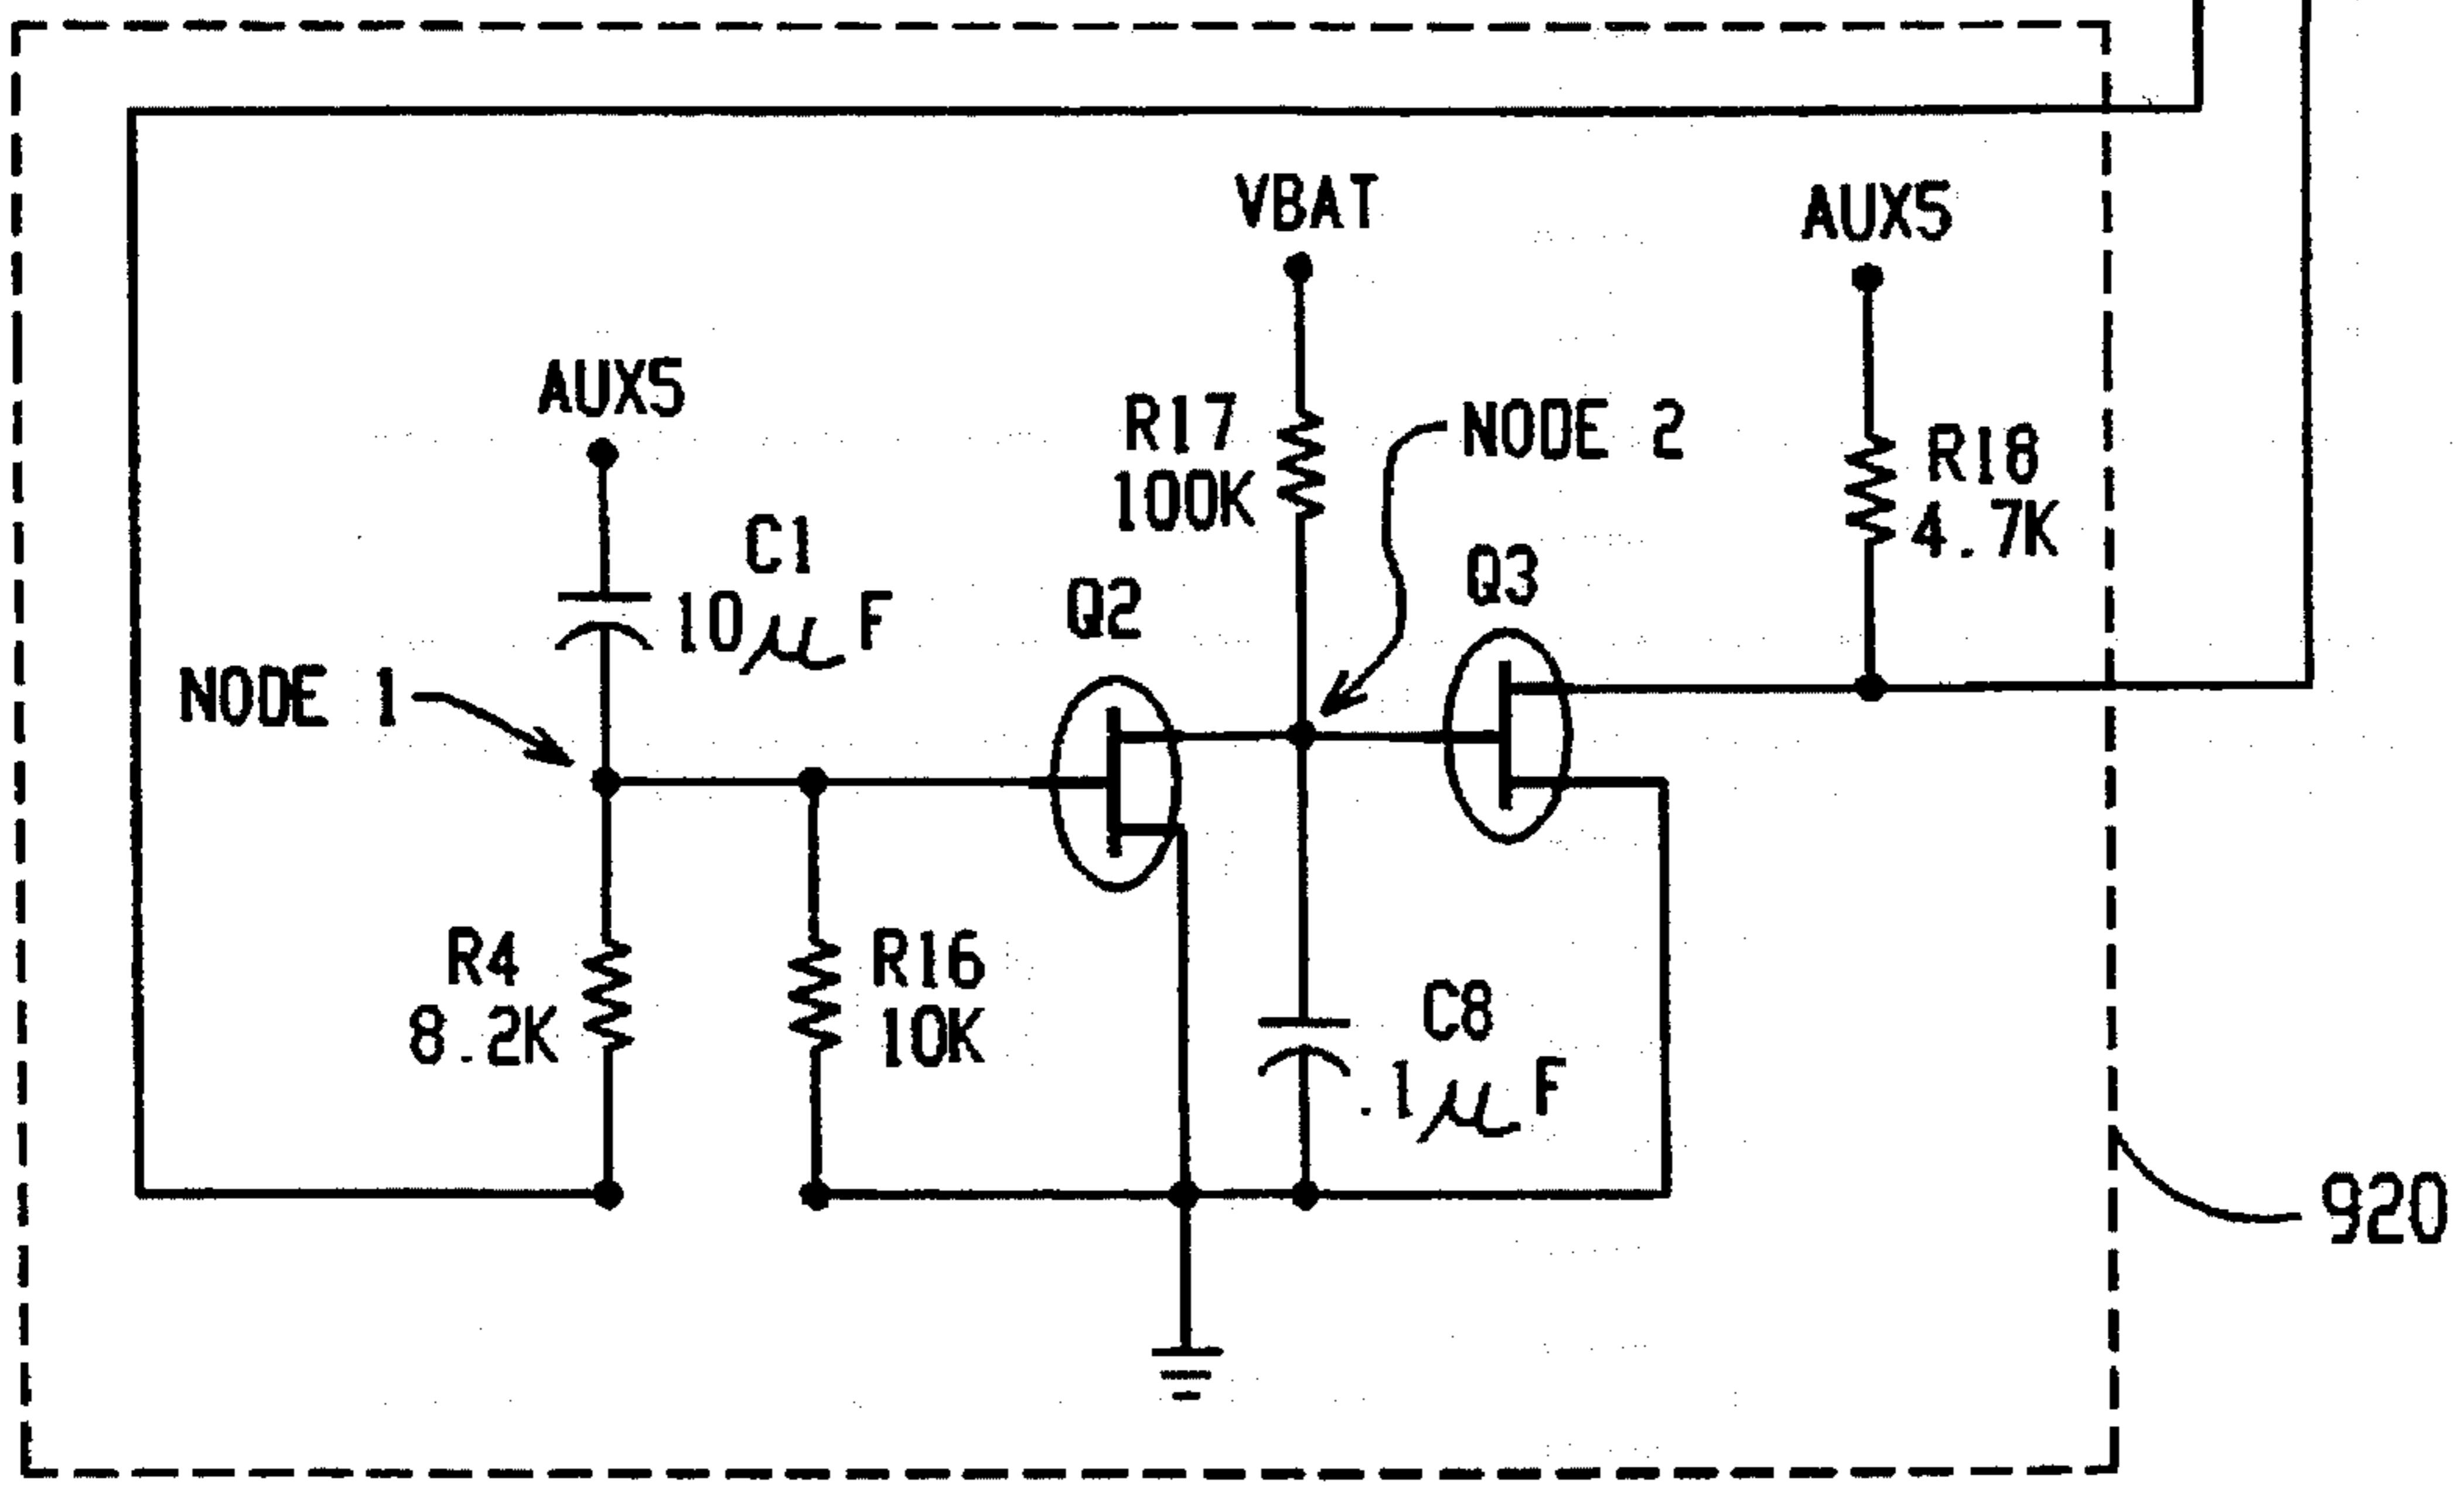 VBAT
AUX5
AUX5
R17
100K
NODE 2
R18
4.7K
C1
10μF
Q2
Q3
NODE 1
R4
8.2K
R16
10K
C8
.1μF
920